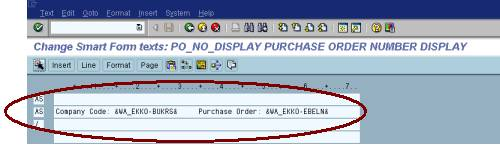 Text Edit Goto Format Insert System Help
Change Smart Form texts: PO_NO_DISPLAY PURCHASE ORDER NUMBER DISPLAY
Insert Line Format Page
AS
AS Company Code: &WA_EKKO-BUKRS& Purchase Order: &WA_EKKO-EBELN&
/